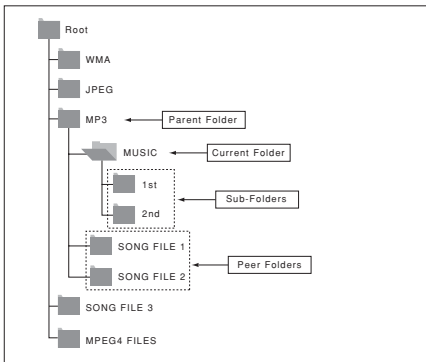 Root
WMA
JPEG
MP3
Parent Folder
MUSIC
Current Folder
1st
Sub-Folders
2nd
SONG FILE 1
Peer Folders
SONG FILE 2
SONG FILE 3
MPEG4 FILES